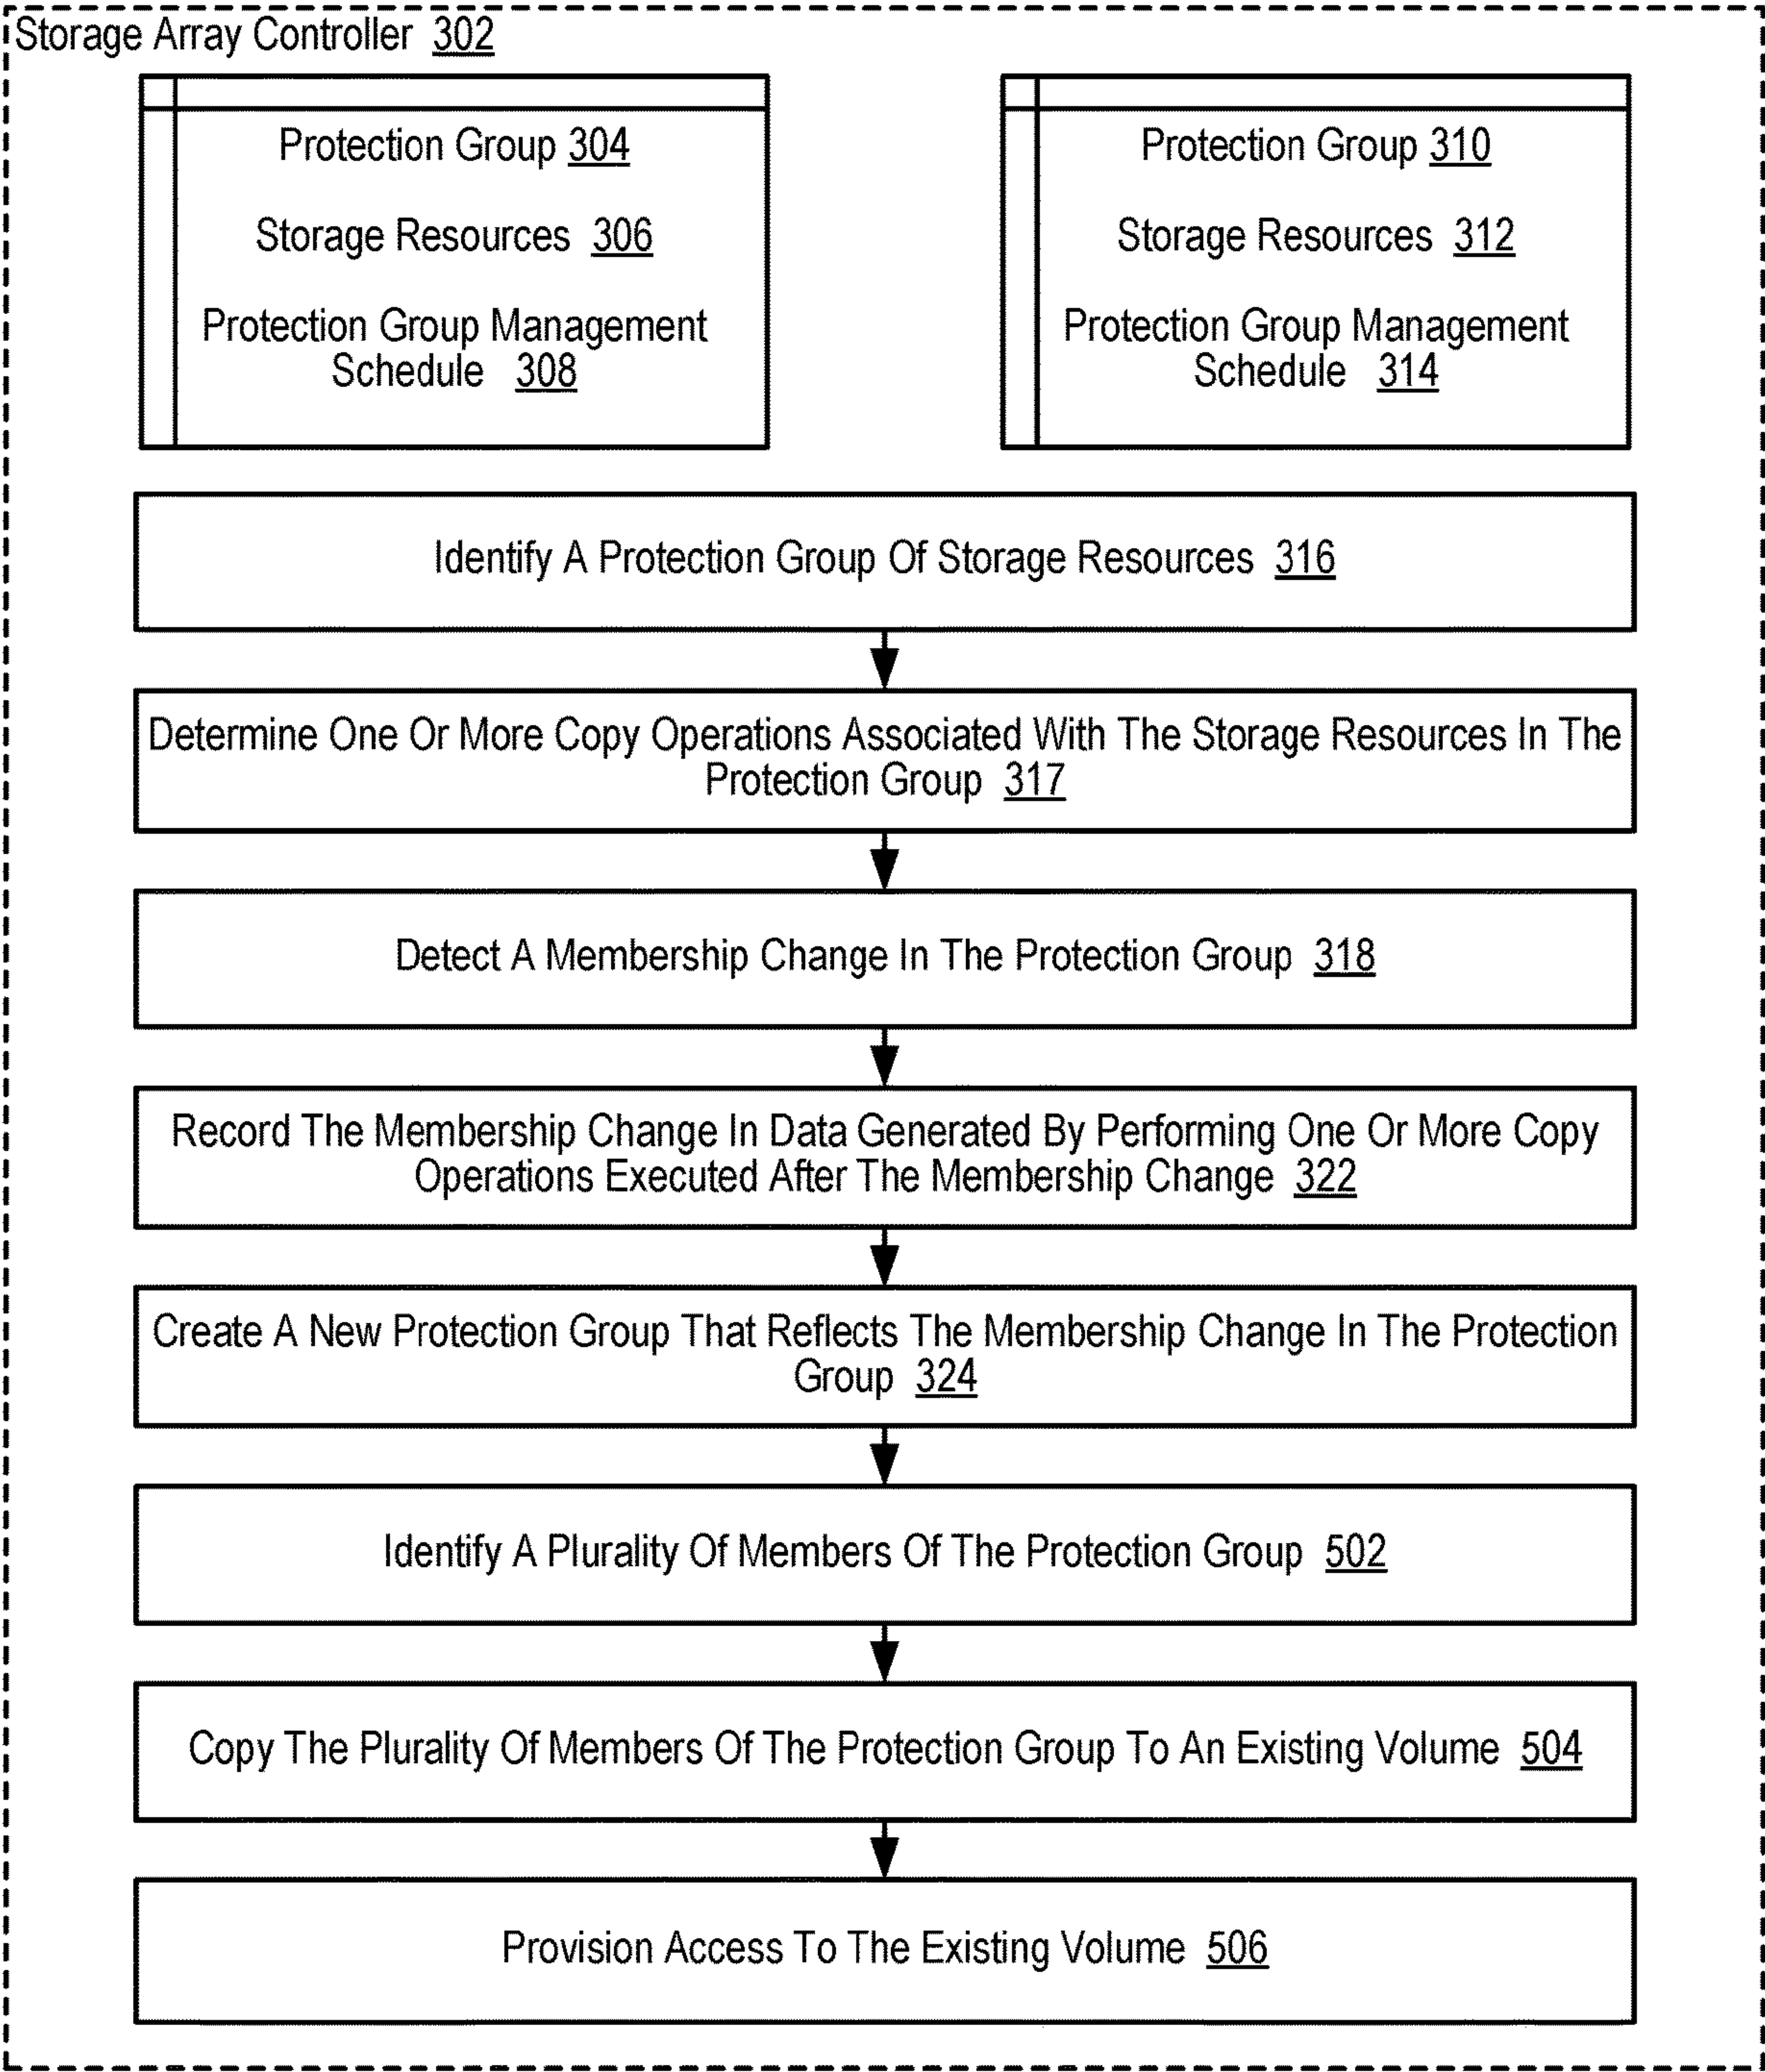 Storage Array Controller 302
Protection Group 304
Storage Resources 306
Protection Group Management
Schedule 308
Protection Group 310
Storage Resources 312
Protection Group Management
Schedule 314
Identify A Protection Group Of Storage Resources 316
Determine One Or More Copy Operations Associated With The Storage Resources In The
Protection Group 317
Detect A Membership Change In The Protection Group 318
Record The Membership Change In Data Generated By Performing One Or More Copy
Operations Executed After The Membership Change 322
Create A New Protection Group That Reflects The Membership Change In The Protection
Group 324
Identify A Plurality Of Members Of The Protection Group 502
Copy The Plurality Of Members Of The Protection Group To An Existing Volume 504
Provision Access To The Existing Volume 506